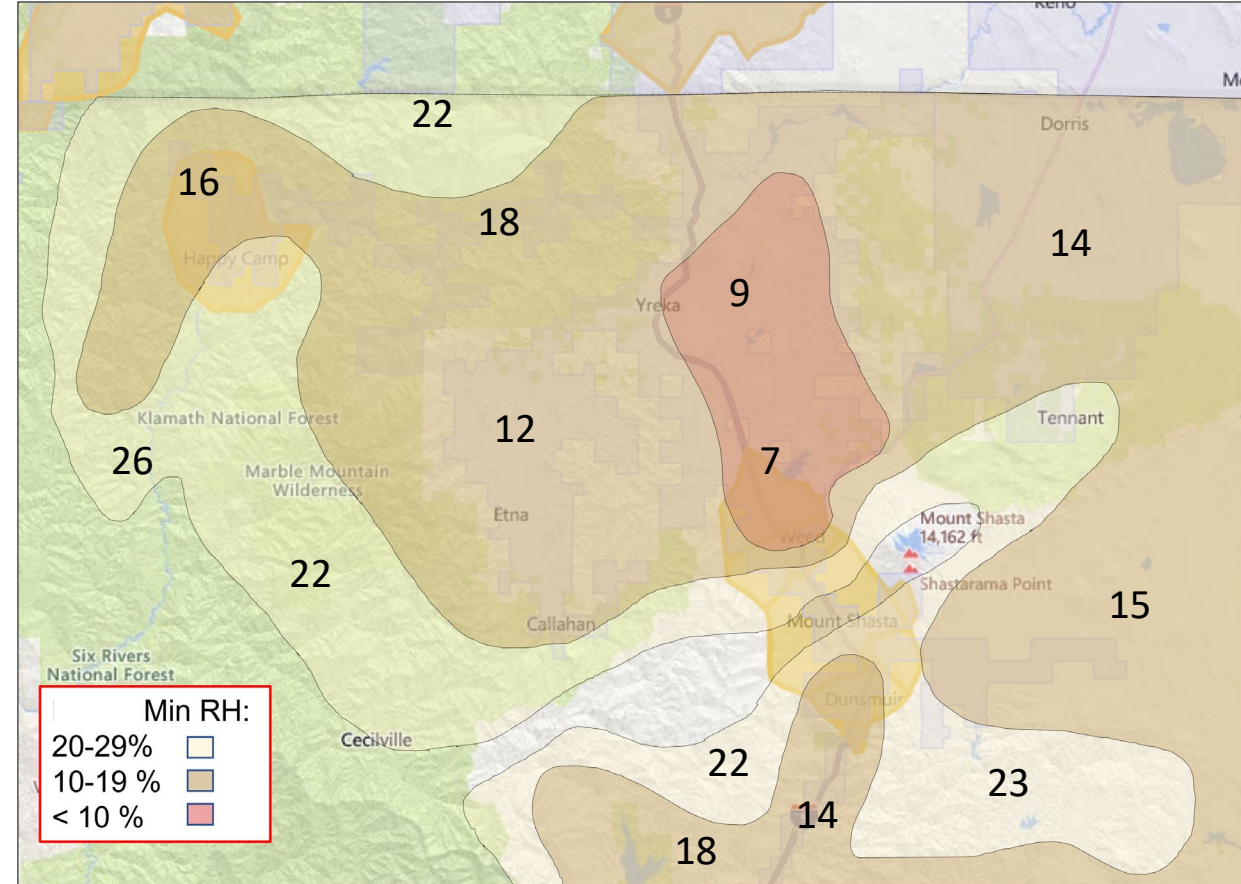 Reno
5
22
Dorris
16
18
14
Happy Camp
9
Yreka
Klamath National Forest
Tennant
12
26
7
Marble Mountain
Wilderness
Etna
Mount Shasta
14,162 ft
Weed
22
Shastarama Point
15
Callahan
Mount Shasta
Six Rivers
National Forest
Dunsmuir
Min RH:
20-29%
10-19 %
< 10 %
Cecilville
22
23
14
18